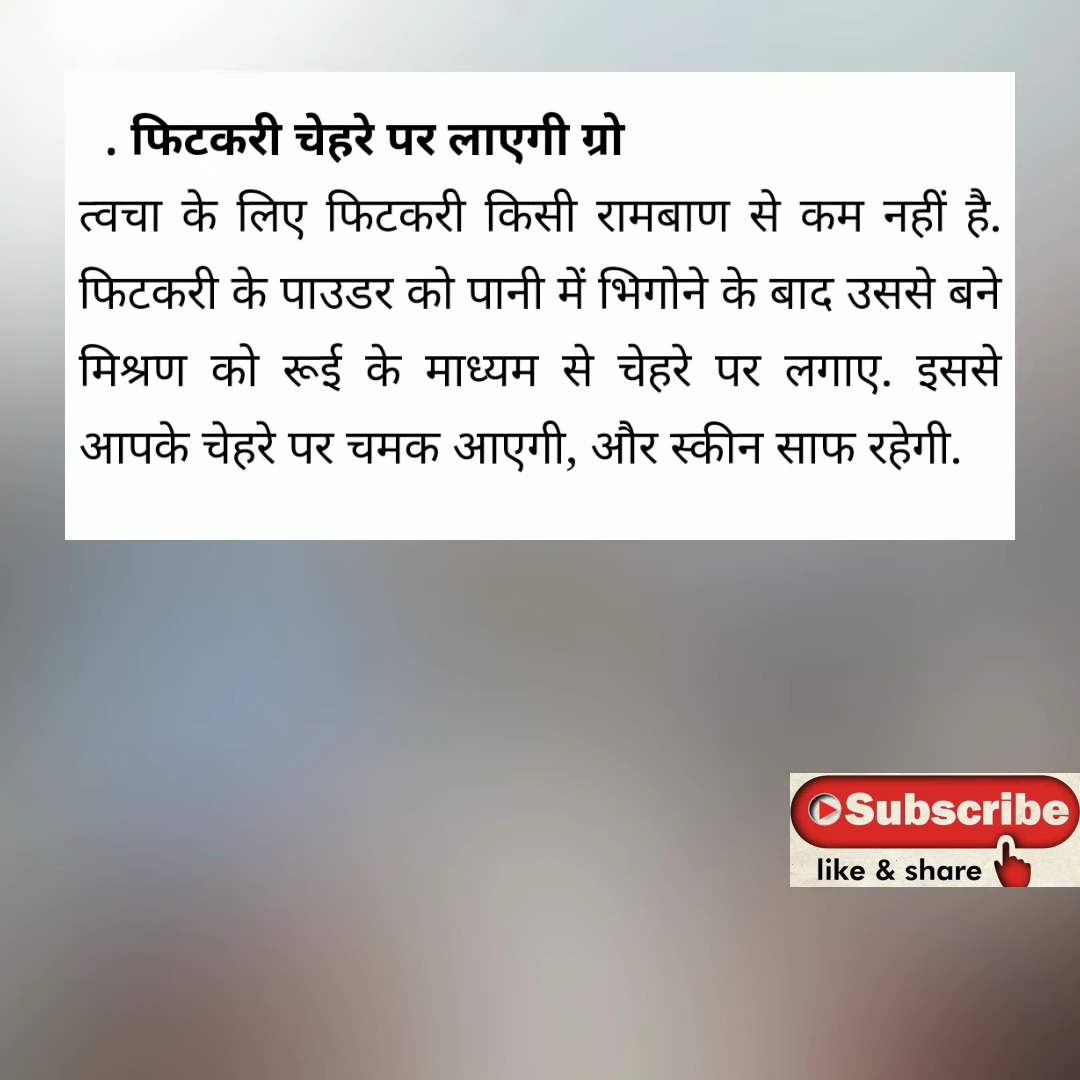 . फिटकरी चेहरे पर लाएगी ग्रो
त्वचा के लिए फिटकरी किसी रामबाण से कम नहीं है.
फिटकरी के पाउडर को पानी में भिगोने के बाद उससे बने
मिश्रण को रूई के माध्यम से चेहरे पर लगाए. इससे
आपके चेहरे पर चमक आएगी, और स्कीन साफ रहेगी.
Subscribe
like & share